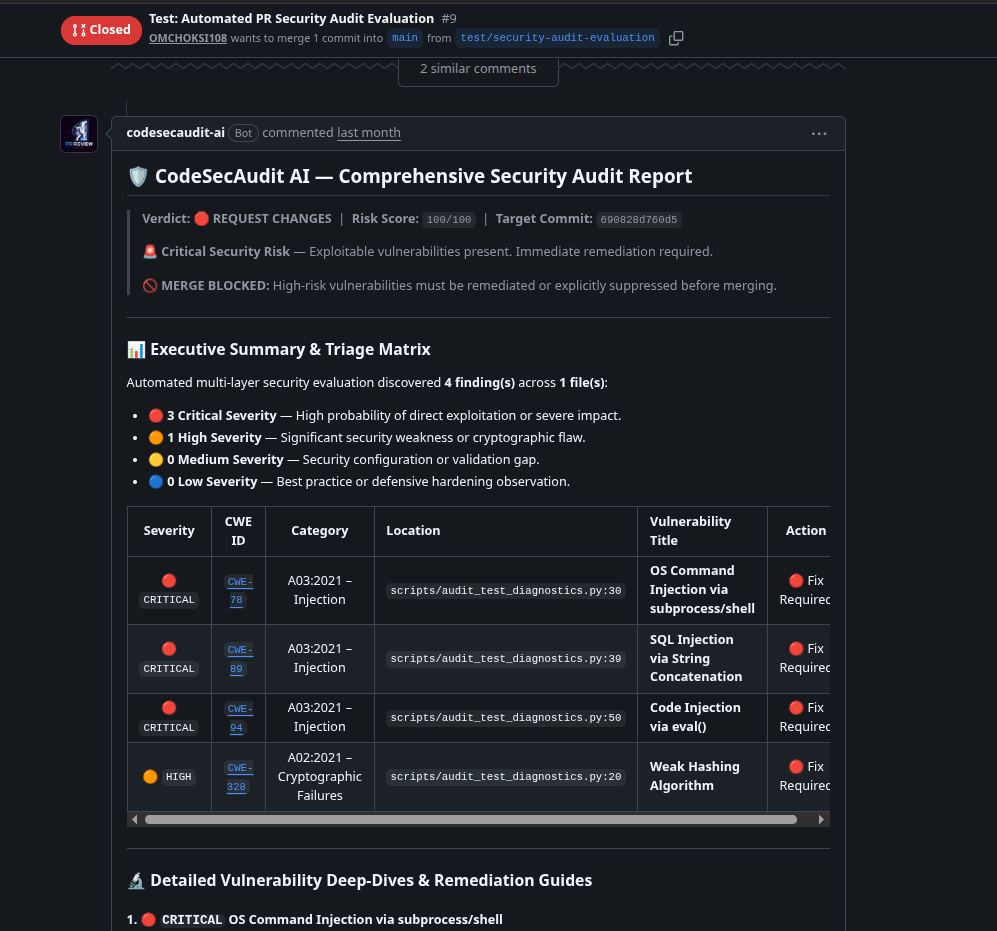 Closed
Test: Automated PR Security Audit Evaluation #9
OMCHOKSI108 wants to merge 1 commit into main from test/security-audit-evaluation
2 similar comments
PR REVIEW
codesecaudit-ai Bot commented last month
CodeSecAudit AI — Comprehensive Security Audit Report
Verdict: REQUEST CHANGES | Risk Score: 100/100 | Target Commit: 690828d760d5
Critical Security Risk — Exploitable vulnerabilities present. Immediate remediation required.
MERGE BLOCKED: High-risk vulnerabilities must be remediated or explicitly suppressed before merging.
Executive Summary & Triage Matrix
Automated multi-layer security evaluation discovered 4 finding(s) across 1 file(s):
• 3 Critical Severity — High probability of direct exploitation or severe impact.
• 1 High Severity — Significant security weakness or cryptographic flaw.
• 0 Medium Severity — Security configuration or validation gap.
• 0 Low Severity — Best practice or defensive hardening observation.
Severity
CWE
ID
Category
Location
Vulnerability
Title
Action
CRITICAL
CWE-
78
A03:2021 –
Injection
scripts/audit_test_diagnostics.py:30
OS Command
Injection via
subprocess/shell
Fix
Required
CRITICAL
CWE-
89
A03:2021 –
Injection
scripts/audit_test_diagnostics.py:39
SQL Injection
via String
Concatenation
Fix
Required
CRITICAL
CWE-
94
A03:2021 –
Injection
scripts/audit_test_diagnostics.py:50
Code Injection
via eval()
Fix
Required
HIGH
CWE-
328
A02:2021 –
Cryptographic
Failures
scripts/audit_test_diagnostics.py:20
Weak Hashing
Algorithm
Fix
Required
Detailed Vulnerability Deep-Dives & Remediation Guides
1. CRITICAL OS Command Injection via subprocess/shell